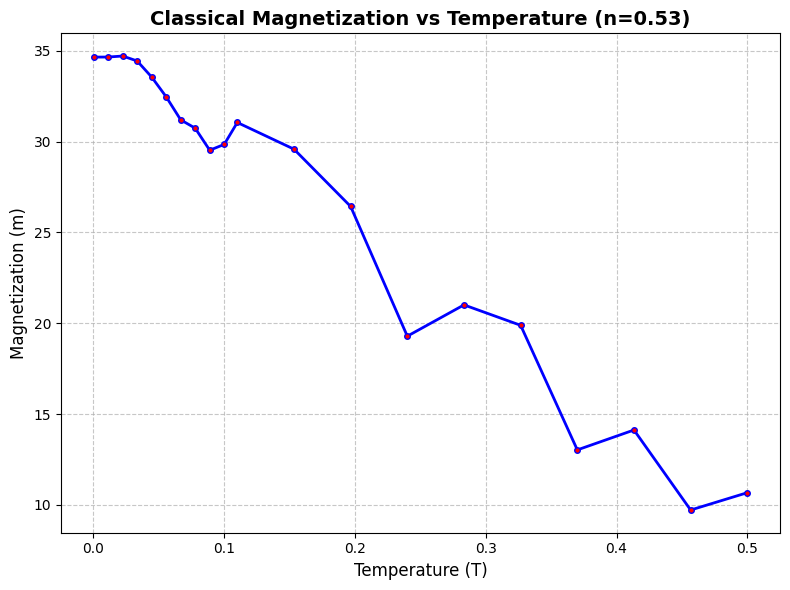 Classical Magnetization vs Temperature (n=0.53)
Magnetization (m)
35
30
25
20
15
10
0.0 0.1 0.2 0.3 0.4 0.5
Temperature (T)